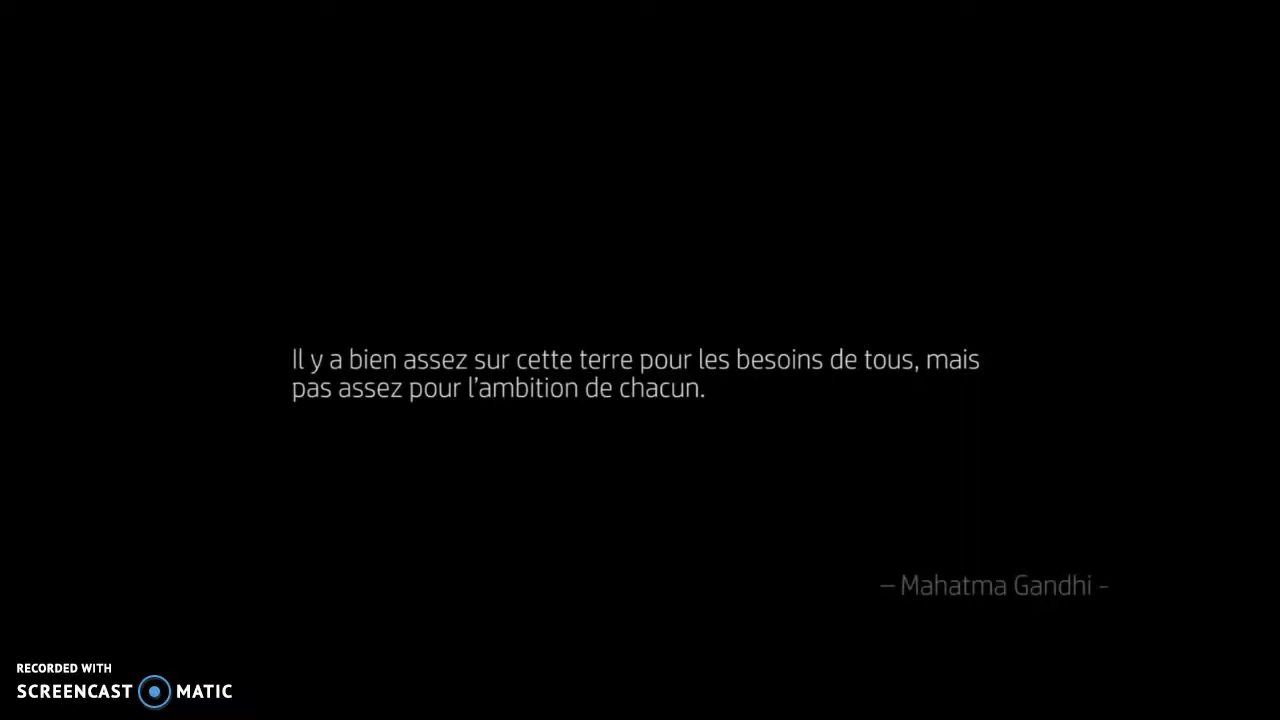 Il y a bien assez sur cette terre pour les besoins de tous, mais
pas assez pour l'ambition de chacun.
– Mahatma Gandhi -
RECORDED WITH
SCREENCAST MATIC